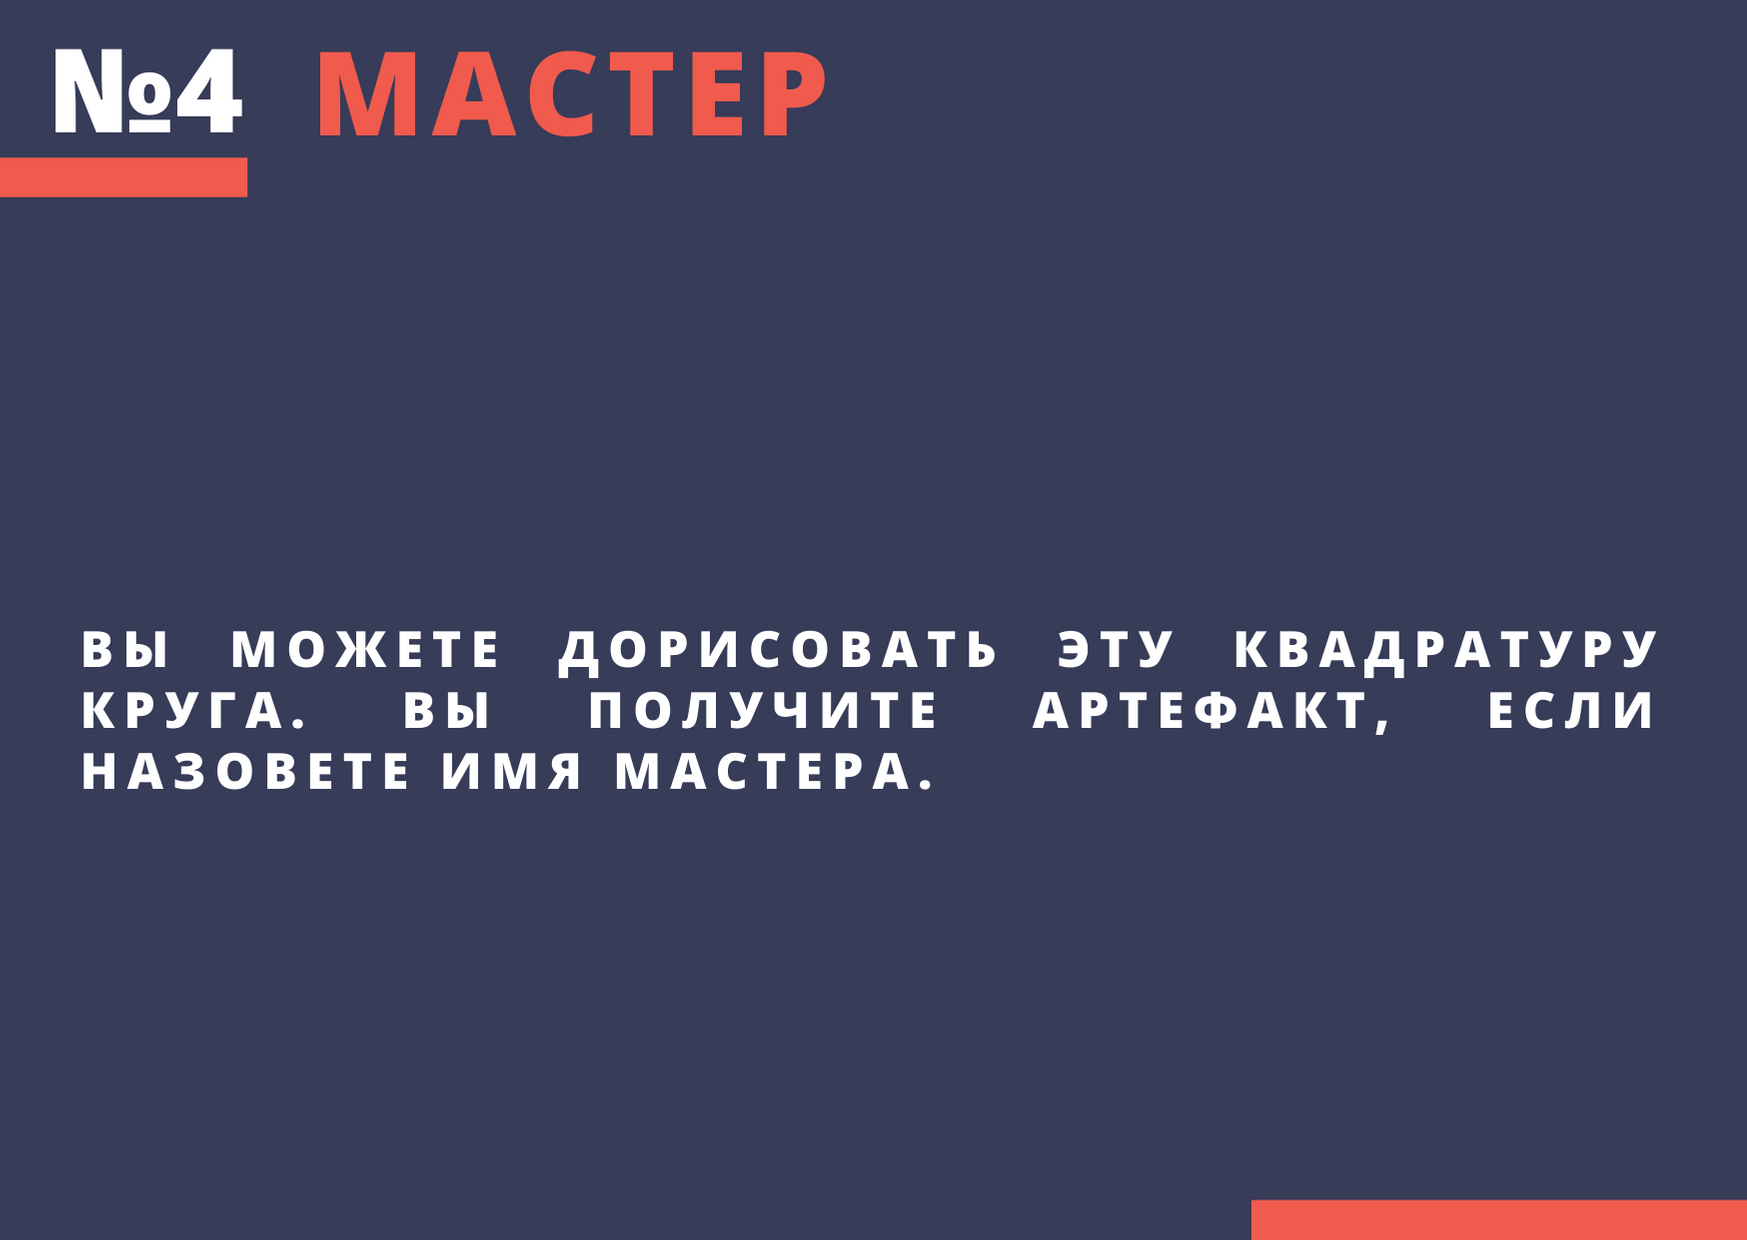 №4 МАСТЕР
ВЫ МОЖЕТЕ ДОРИСОВАТЬ ЭТУ КВАДРАТУРУ
КРУГА. ВЫ ПОЛУЧИТЕ АРТЕФАКТ, ЕСЛИ
НАЗОВЕТЕ ИМЯ МАСТЕРА.